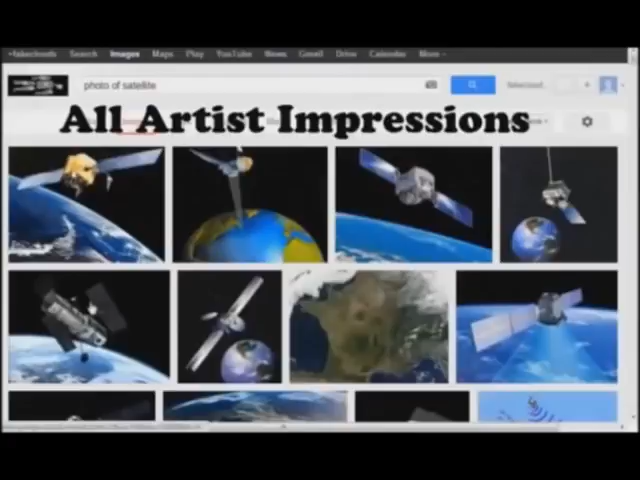 Search Images Maps Play YouTube News Gmail Drive Calendar More
photo of satellite
All Artist Impressions